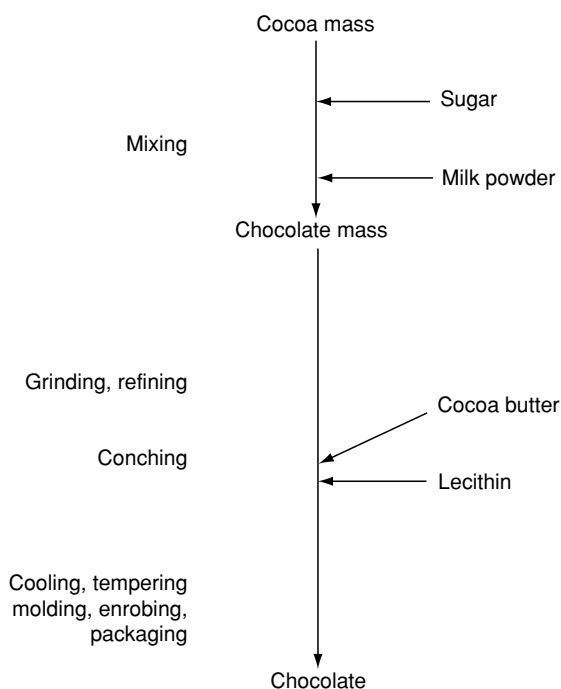 Cocoa mass
Sugar
Mixing
Milk powder
Chocolate mass
Grinding, refining
Cocoa butter
Conching
Lecithin
Cooling, tempering
molding, enrobing,
packaging
Chocolate